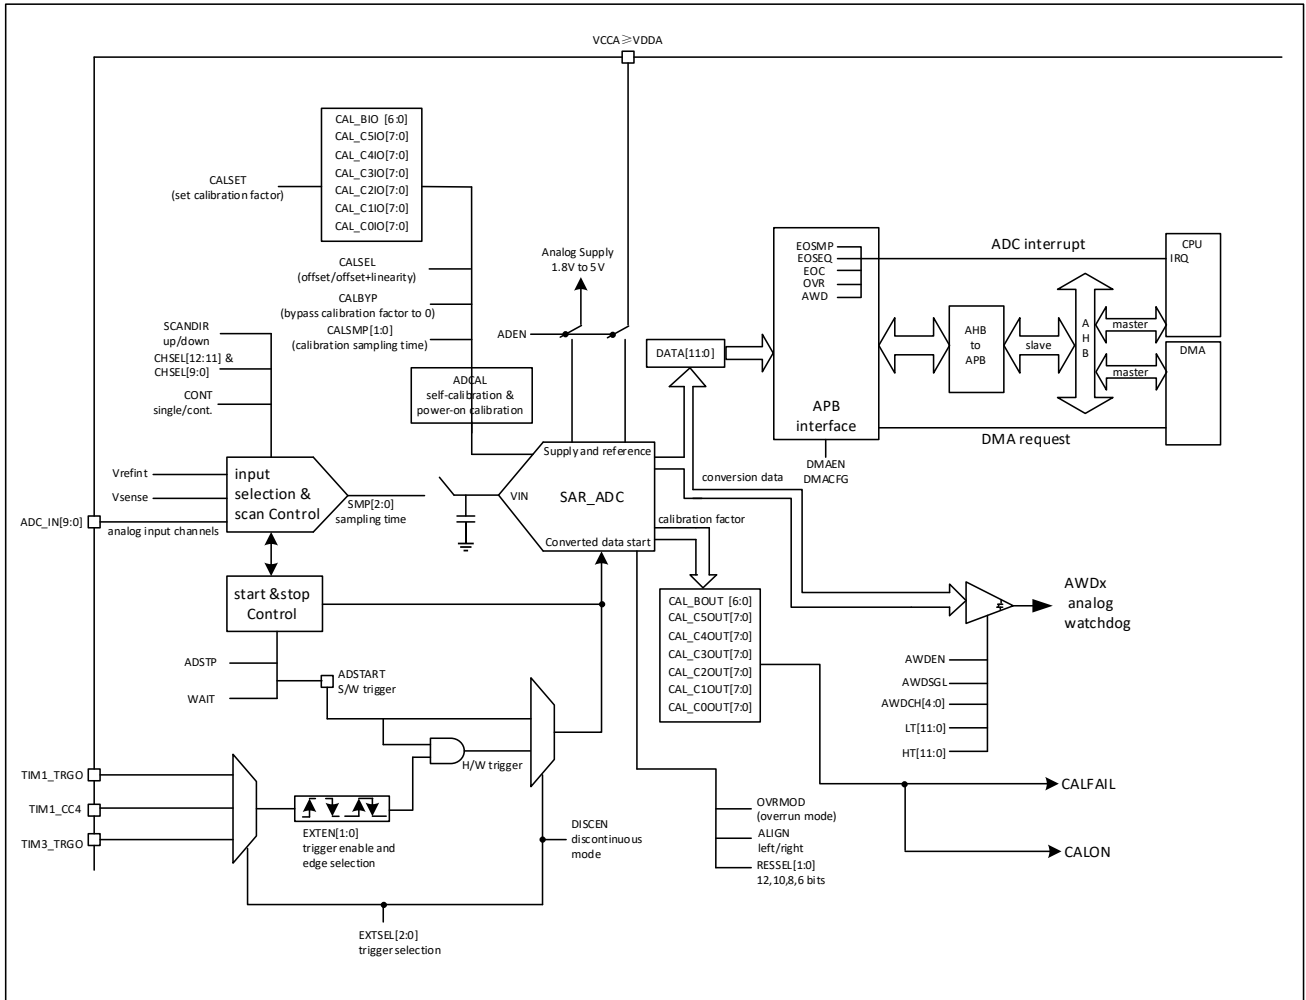 VCCA≥VDDA
CAL_BIO [6:0]
CAL_C5IO[7:0]
CAL_C4IO[7:0]
CAL_C3IO[7:0]
CAL_C2IO[7:0]
CAL_C1IO[7:0]
CAL_C0IO[7:0]
CALSET
(set calibration factor)
CALSEL
(offset/offset+linearity)
CALBYP
(bypass calibration factor to 0)
CALSMP[1:0]
(calibration sampling time)
Analog Supply
1.8V to 5V
ADEN
SCANDIR
up/down
CHSEL[12:11] &
CHSEL[9:0]
CONT
single/cont.
ADCAL
self-calibration &
power-on calibration
DATA[11:0]
EOSMP
EOSEQ
EOC
OVR
AWD
APB
interface
ADC interrupt
CPU
IRQ
AHB
to
APB
slave
A
H
B
master
DMA
master
DMA request
DMAEN
DMACFG
Vrefint
Vsense
ADC_IN[9:0]
analog input channels
input
selection &
scan Control
SMP[2:0]
sampling time
Supply and reference
VIN
SAR_ADC
Converted data start
conversion data
calibration factor
start &stop
Control
ADSTP
WAIT
ADSTART
S/W trigger
CAL_BOUT [6:0]
CAL_C5OUT[7:0]
CAL_C4OUT[7:0]
CAL_C3OUT[7:0]
CAL_C2OUT[7:0]
CAL_C1OUT[7:0]
CAL_C0OUT[7:0]
AWDx
analog
watchdog
AWDEN
AWDSGL
AWDCH[4:0]
LT[11:0]
HT[11:0]
H/W trigger
TIM1_TRGO
TIM1_CC4
TIM3_TRGO
EXTEN[1:0]
trigger enable and
edge selection
DISCEN
discontinuous
mode
OVRMOD
(overrun mode)
ALIGN
left/right
RESSEL[1:0]
12,10,8,6 bits
CALFAIL
CALON
EXTSEL[2:0]
trigger selection